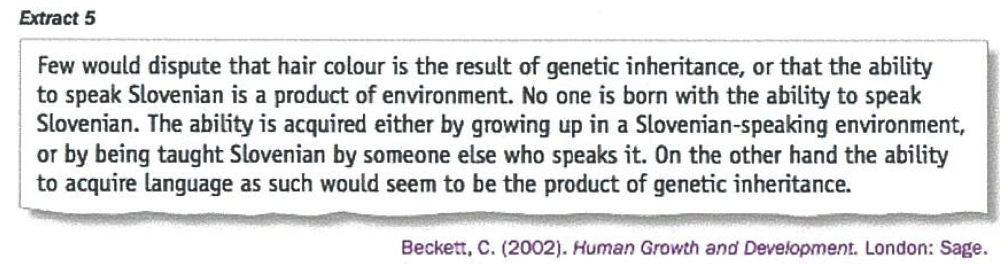 Extract 5
Few would dispute that hair colour is the result of genetic inheritance, or that the ability
to speak Slovenian is a product of environment. No one is born with the ability to speak
Slovenian. The ability is acquired either by growing up in a Slovenian-speaking environment,
or by being taught Slovenian by someone else who speaks it. On the other hand the ability
to acquire language as such would seem to be the product of genetic inheritance.
Beckett, C. (2002). Human Growth and Development. London: Sage.